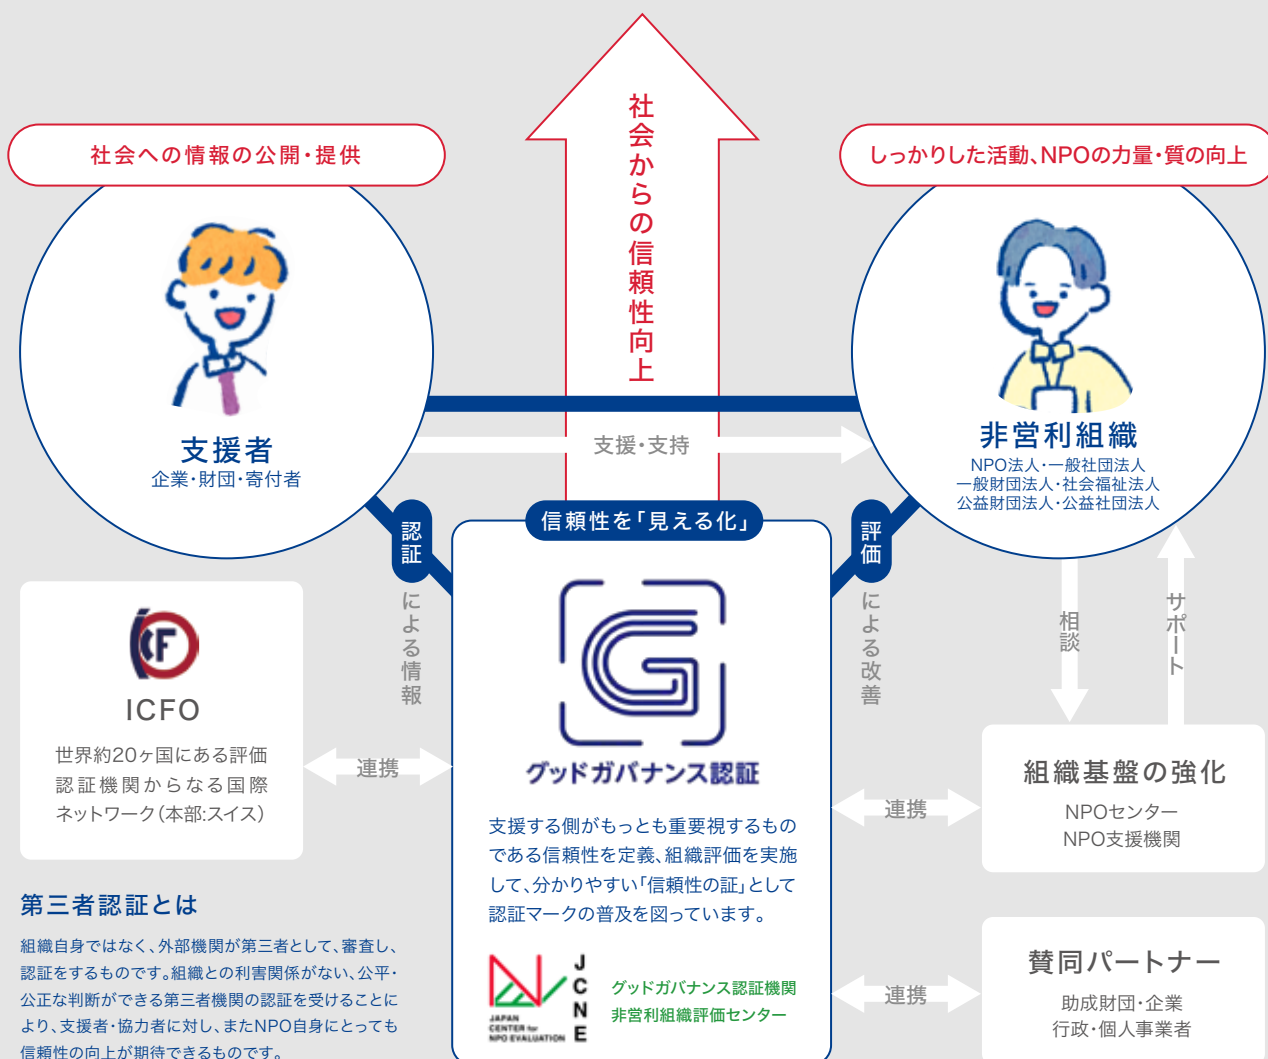 社会からの信頼性向上
社会への情報の公開・提供
しっかりした活動、NPOの力量・質の向上
支援者
企業・財団・寄付者
支援・支持
非営利組織
NPO法人・一般社団法人
一般財団法人・社会福祉法人
公益財団法人・公益社団法人
認証
による情報
信頼性を「見える化」
評価
による改善
相談
サポート
ICFO
世界約20ヶ国にある評価
認証機関からなる国際
ネットワーク(本部:スイス)
連携
グッドガバナンス認証
支援する側がもっとも重要視するもの
である信頼性を定義、組織評価を実施
して、分かりやすい「信頼性の証」として
認証マークの普及を図っています。
JCNE
JAPAN
CENTER for
NPO EVALUATION
グッドガバナンス認証機関
非営利組織評価センター
連携
組織基盤の強化
NPOセンター
NPO支援機関
連携
賛同パートナー
助成財団・企業
行政・個人事業者
第三者認証とは
組織自身ではなく、外部機関が第三者として、審査し、
認証をするものです。組織との利害関係がない、公平・
公正な判断ができる第三者機関の認証を受けることに
より、支援者・協力者に対し、またNPO自身にとっても
信頼性の向上が期待できるものです。